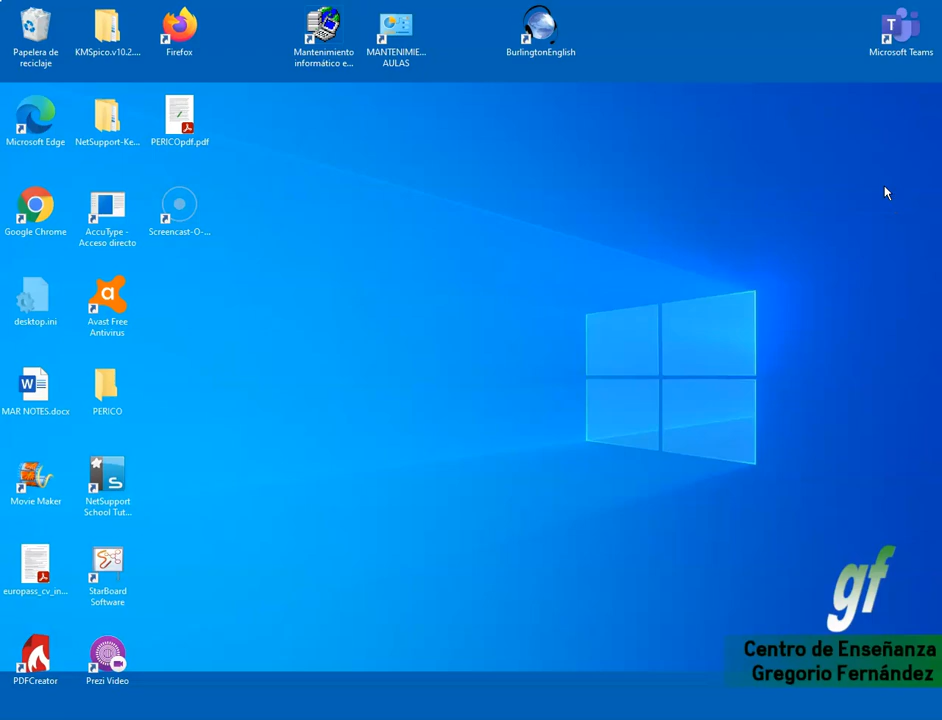 Papelera de
reciclaje
KMSpico.v10.2....
Firefox
Mantenimiento
informático e...
MANTENIMIE...
AULAS
BurlingtonEnglish
Microsoft Teams
Microsoft Edge
NetSupport-Ke...
PERICOpdf.pdf
Google Chrome
AccuType -
Acceso directo
Screencast-O-...
desktop.ini
Avast Free
Antivirus
MAR NOTES.docx
PERICO
Movie Maker
NetSupport
School Tut...
europass_cv_in...
StarBoard
Software
PDFCreator
Prezi Video
gf
Centro de Enseñanza
Gregorio Fernández